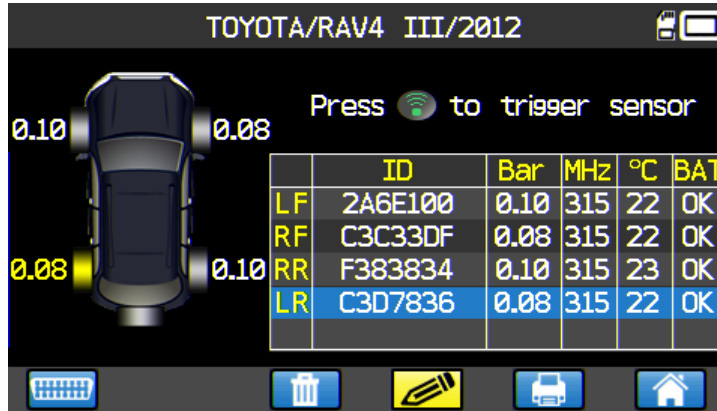 TOYOTA/RAV4 III/2012
Press to trigger sensor
0.10 0.08
0.08 0.10
ID Bar MHz °C BAT
LF 2A6E100 0.10 315 22 OK
RF C3C33DF 0.08 315 22 OK
RR F383834 0.10 315 23 OK
LR C3D7836 0.08 315 22 OK